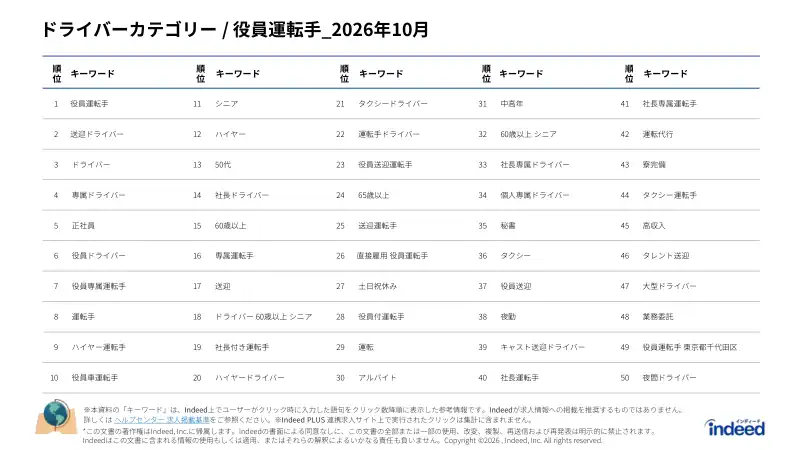 ドライバーカテゴリー / 役員運転手_2026年10月
順位 キーワード 順位 キーワード 順位 キーワード 順位 キーワード 順位 キーワード
1 役員運転手 11 シニア 21 タクシードライバー 31 中高年 41 社長専属運転手
2 送迎ドライバー 12 ハイヤー 22 運転手ドライバー 32 60歳以上 シニア 42 運転代行
3 ドライバー 13 50代 23 役員送迎運転手 33 社長専属ドライバー 43 寮完備
4 専属ドライバー 14 社長ドライバー 24 65歳以上 34 個人専属ドライバー 44 タクシー運転手
5 正社員 15 60歳以上 25 送迎運転手 35 秘書 45 高収入
6 役員ドライバー 16 専属運転手 26 直接雇用 役員運転手 36 タクシー 46 タレント送迎
7 役員専属運転手 17 送迎 27 土日祝休み 37 役員送迎 47 大型ドライバー
8 運転手 18 ドライバー 60歳以上 シニア 28 役員付運転手 38 夜勤 48 業務委託
9 ハイヤー運転手 19 社長付き運転手 29 運転 39 キャスト送迎ドライバー 49 役員運転手 東京都千代田区
10 役員車運転手 20 ハイヤードライバー 30 アルバイト 40 社長運転手 50 夜間ドライバー
※本資料の「キーワード」は、Indeed上でユーザーがクリック時に入力した語句をクリック数降順に表示した参考情報です。Indeedが求人情報への掲載を推奨するものではありません。
詳しくは ヘルプセンター 求人掲載基準をご参照ください。※Indeed PLUS 連携求人サイト上で実行されたクリックは集計に含まれません。
*この文書の著作権はIndeed, Inc.に帰属します。Indeedの書面による同意なしに、この文書の全部または一部の使用、改変、複製、再送信および再発表は明示的に禁止されます。
Indeedはこの文書に含まれる情報の使用もしくは適用、またはそれらの解釈によるいかなる責任も負いません。Copyright ©2026 , Indeed, Inc. All rights reserved.
インディード
indeed